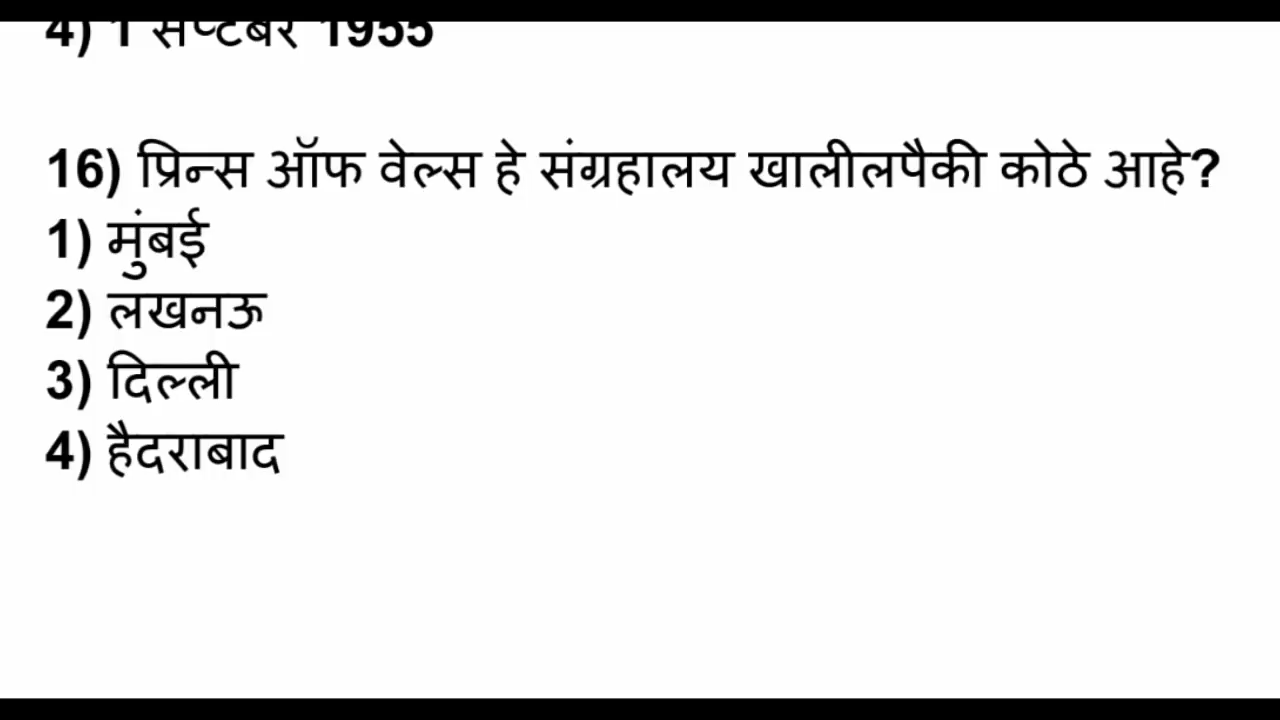 4) 1 सप्टेंबर 1955
16) प्रिन्स ऑफ वेल्स हे संग्रहालय खालीलपैकी कोठे आहे?
1) मुंबई
2) लखनऊ
3) दिल्ली
4) हैदराबाद